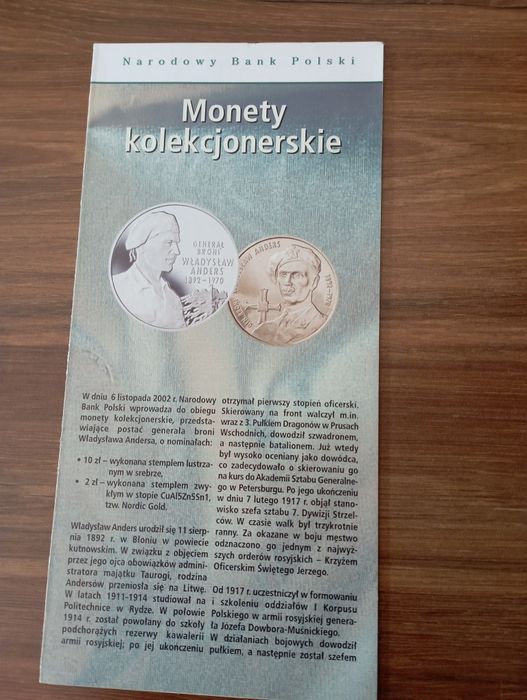 Narodowy Bank Polski
Monety
kolekcjonerskie
GENERAŁ
BRONI
WŁADYSŁAW
ANDERS
1892–1970
ANDERS
W dniu 6 listopada 2002 r. Narodowy
Bank Polski wprowadza do obiegu
monety kolekcjonerskie, przedsta-
wiające postać generała broni
Władysława Andersa, o nominałach:
• 10 zł – wykonana stemplem lustrza-
nym w srebrze,
• 2 zł – wykonana stemplem zwy-
kłym w stopie CuAl5Zn5Sn1,
tzw. Nordic Gold.
Władysław Anders urodził się 11 sierp-
nia 1892 r. w Błoniu w powiecie
kutnowskim. W związku z objęciem
przez jego ojca obowiązków admini-
stratora majątku Taurogi, rodzina
Andersów przeniosła się na Litwę.
W latach 1911-1914 studiował na
Politechnice w Rydze. W połowie
1914 r. został powołany do szkoły
podchorążych rezerwy kawalerii
armii rosyjskiej; po jej ukończeniu
otrzymał pierwszy stopień oficerski.
Skierowany na front walczył m.in.
wraz z 3. Pułkiem Dragonów w Prusach
Wschodnich, dowodził szwadronem,
a następnie batalionem. Już wtedy
był wysoko oceniany jako dowódca,
co zadecydowało o skierowaniu go
na kurs do Akademii Sztabu Generalne-
go w Petersburgu. Po jego ukończeniu
w dniu 7 lutego 1917 r. objął stano-
wisko szefa sztabu 7. Dywizji Strzel-
ców. W czasie walk był trzykrotnie
ranny. Za okazane w boju męstwo
odznaczono go jednym z najwyż-
szych orderów rosyjskich – Krzyżem
Oficerskim Świętego Jerzego.
Od 1917 r. uczestniczył w formowaniu
i szkoleniu oddziałów I Korpusu
Polskiego w armii rosyjskiej genera-
ła Józefa Dowbora-Muśnickiego.
W działaniach bojowych dowodził
pułkiem, a następnie został szefem